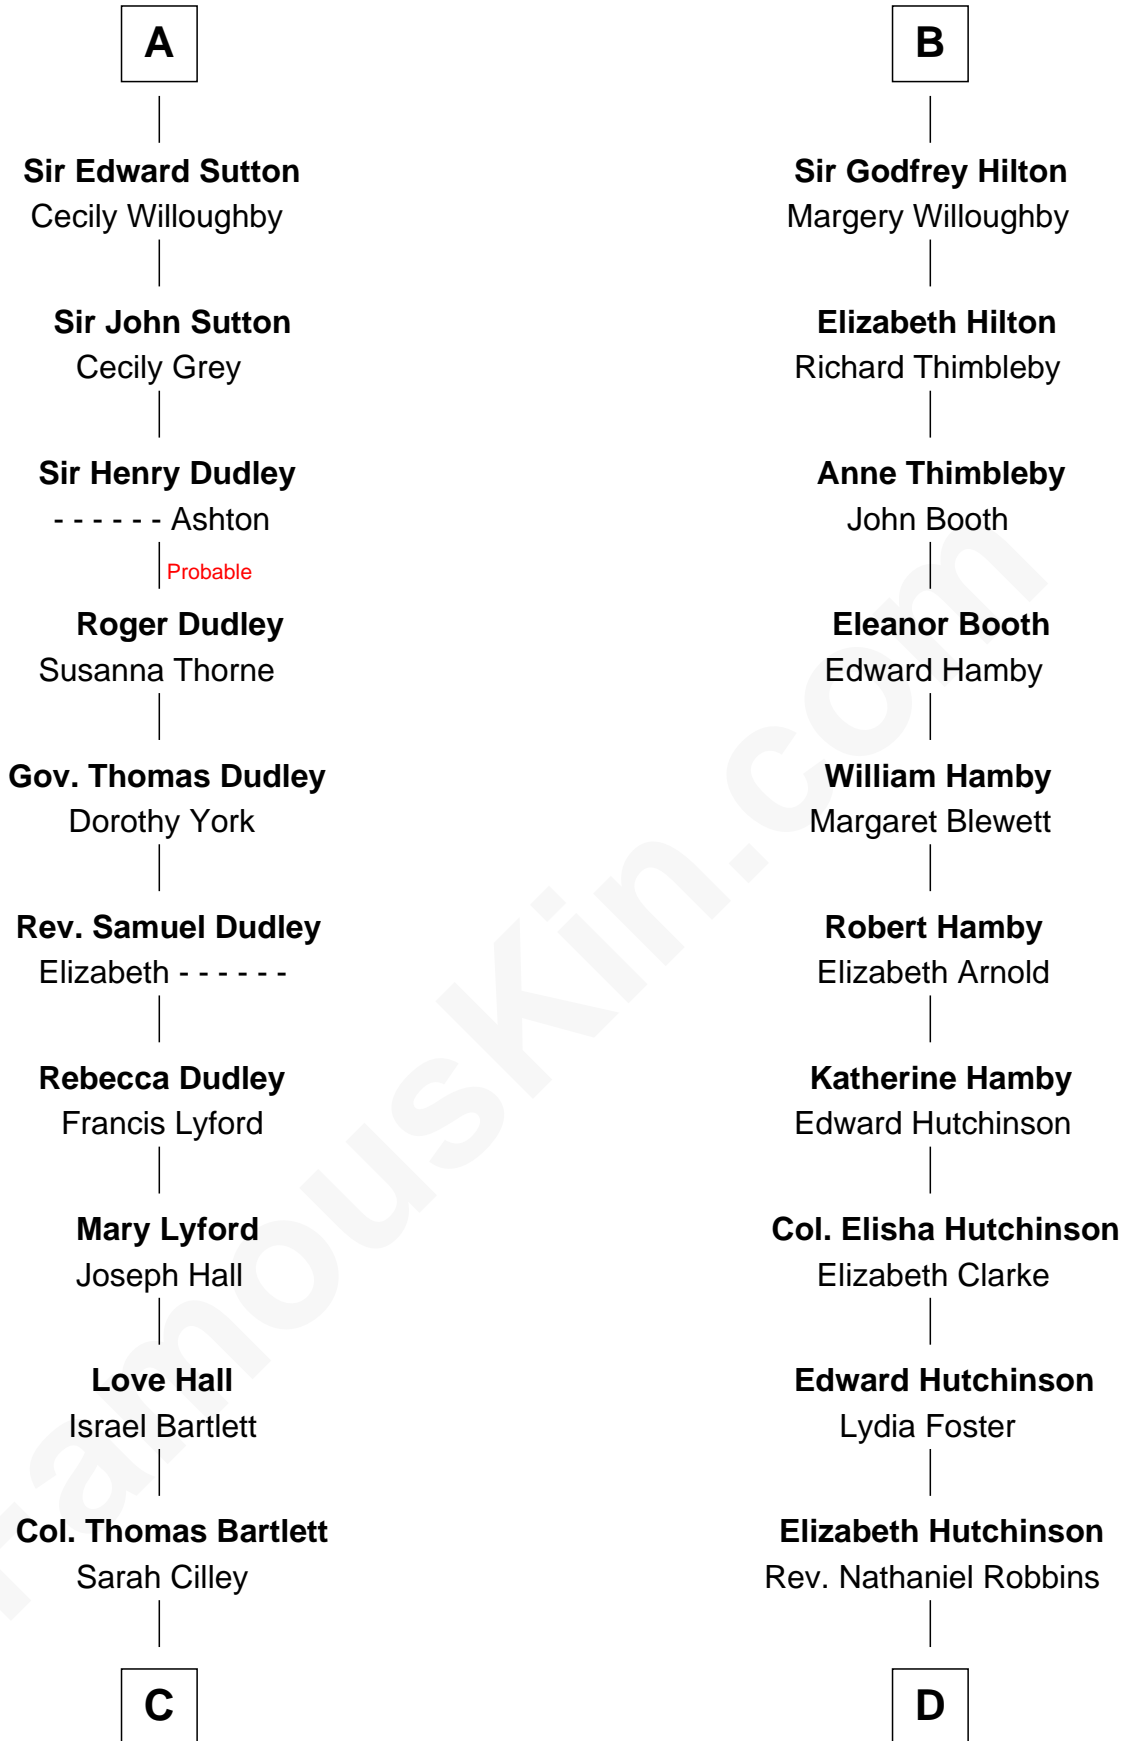 A
Sir Edward Sutton
Cecily Willoughby
Sir John Sutton
Cecily Grey
Sir Henry Dudley
- - - - - - Ashton
Probable
Roger Dudley
Susanna Thorne
Gov. Thomas Dudley
Dorothy York
Rev. Samuel Dudley
Elizabeth - - - - - -
Rebecca Dudley
Francis Lyford
Mary Lyford
Joseph Hall
Love Hall
Israel Bartlett
Col. Thomas Bartlett
Sarah Cilley
C
B
Sir Godfrey Hilton
Margery Willoughby
Elizabeth Hilton
Richard Thimbleby
Anne Thimbleby
John Booth
Eleanor Booth
Edward Hamby
William Hamby
Margaret Blewett
Robert Hamby
Elizabeth Arnold
Katherine Hamby
Edward Hutchinson
Col. Elisha Hutchinson
Elizabeth Clarke
Edward Hutchinson
Lydia Foster
Elizabeth Hutchinson
Rev. Nathaniel Robbins
D
FamousKin.com